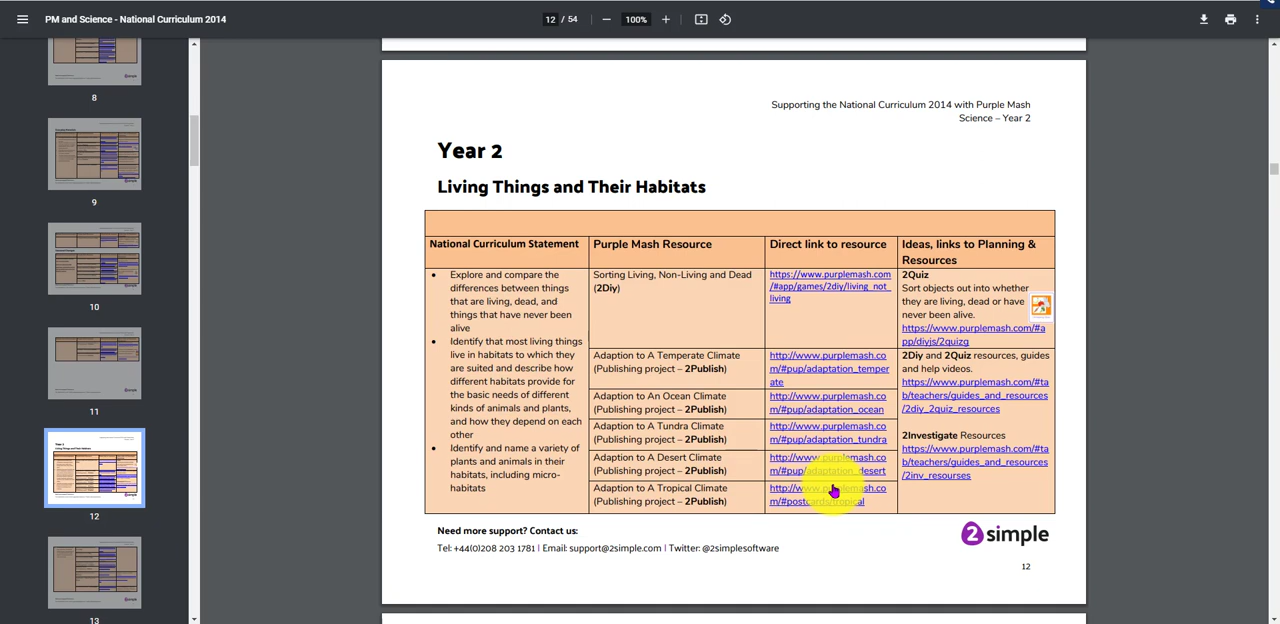 PM and Science - National Curriculum 2014
12 / 54
100%
8
9
10
11
12
13
Supporting the National Curriculum 2014 with Purple Mash
Science – Year 2
Year 2
Living Things and Their Habitats
National Curriculum Statement
Purple Mash Resource
Direct link to resource
Ideas, links to Planning &
Resources
• Explore and compare the
differences between things
that are living, dead, and
things that have never been
alive
• Identify that most living things
live in habitats to which they
are suited and describe how
different habitats provide for
the basic needs of different
kinds of animals and plants,
and how they depend on each
other
• Identify and name a variety of
plants and animals in their
habitats, including micro-
habitats
Sorting Living, Non-Living and Dead
(2Diy)
https://www.purplemash.com
/#app/games/2diy/living_not_
living
Adaption to A Temperate Climate
(Publishing project – 2Publish)
http://www.purplemash.co
m/#pup/adaptation_temper
ate
Adaption to An Ocean Climate
(Publishing project – 2Publish)
http://www.purplemash.co
m/#pup/adaptation_ocean
Adaption to A Tundra Climate
(Publishing project – 2Publish)
http://www.purplemash.co
m/#pup/adaptation_tundra
Adaption to A Desert Climate
(Publishing project – 2Publish)
http://www.purplemash.co
m/#pup/adaptation_desert
Adaption to A Tropical Climate
(Publishing project – 2Publish)
http://www.purplemash.co
m/#postcards/tropical
2Quiz
Sort objects out into whether
they are living, dead or have
never been alive.
https://www.purplemash.com/#a
pp/diyjs/2quizg
2Diy and 2Quiz resources, guides
and help videos.
https://www.purplemash.com/#ta
b/teachers/guides_and_resources
/2diy_2quiz_resources
2Investigate Resources
https://www.purplemash.com/#ta
b/teachers/guides_and_resources
/2inv_resourses
Need more support? Contact us:
Tel: +44(0)208 203 1781 | Email: support@2simple.com | Twitter: @2simplesoftware
2simple
12